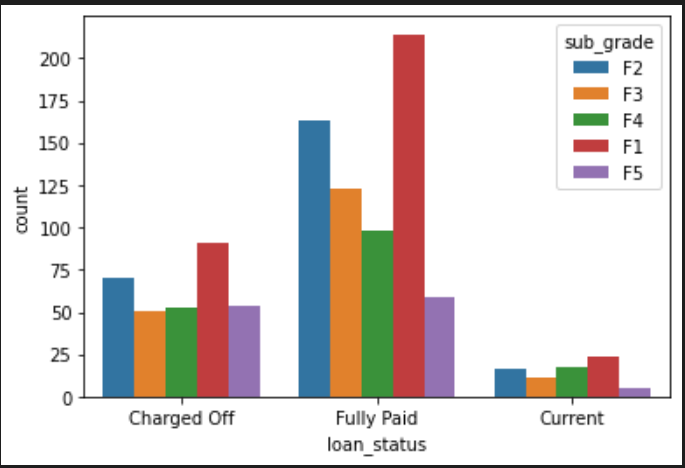 sub_grade
F2
F3
F4
F1
F5
count
200
175
150
125
100
75
50
25
0
Charged Off Fully Paid Current
loan_status